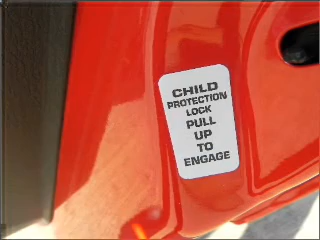 CHILD
PROTECTION
LOCK
PULL
UP
TO
ENGAGE